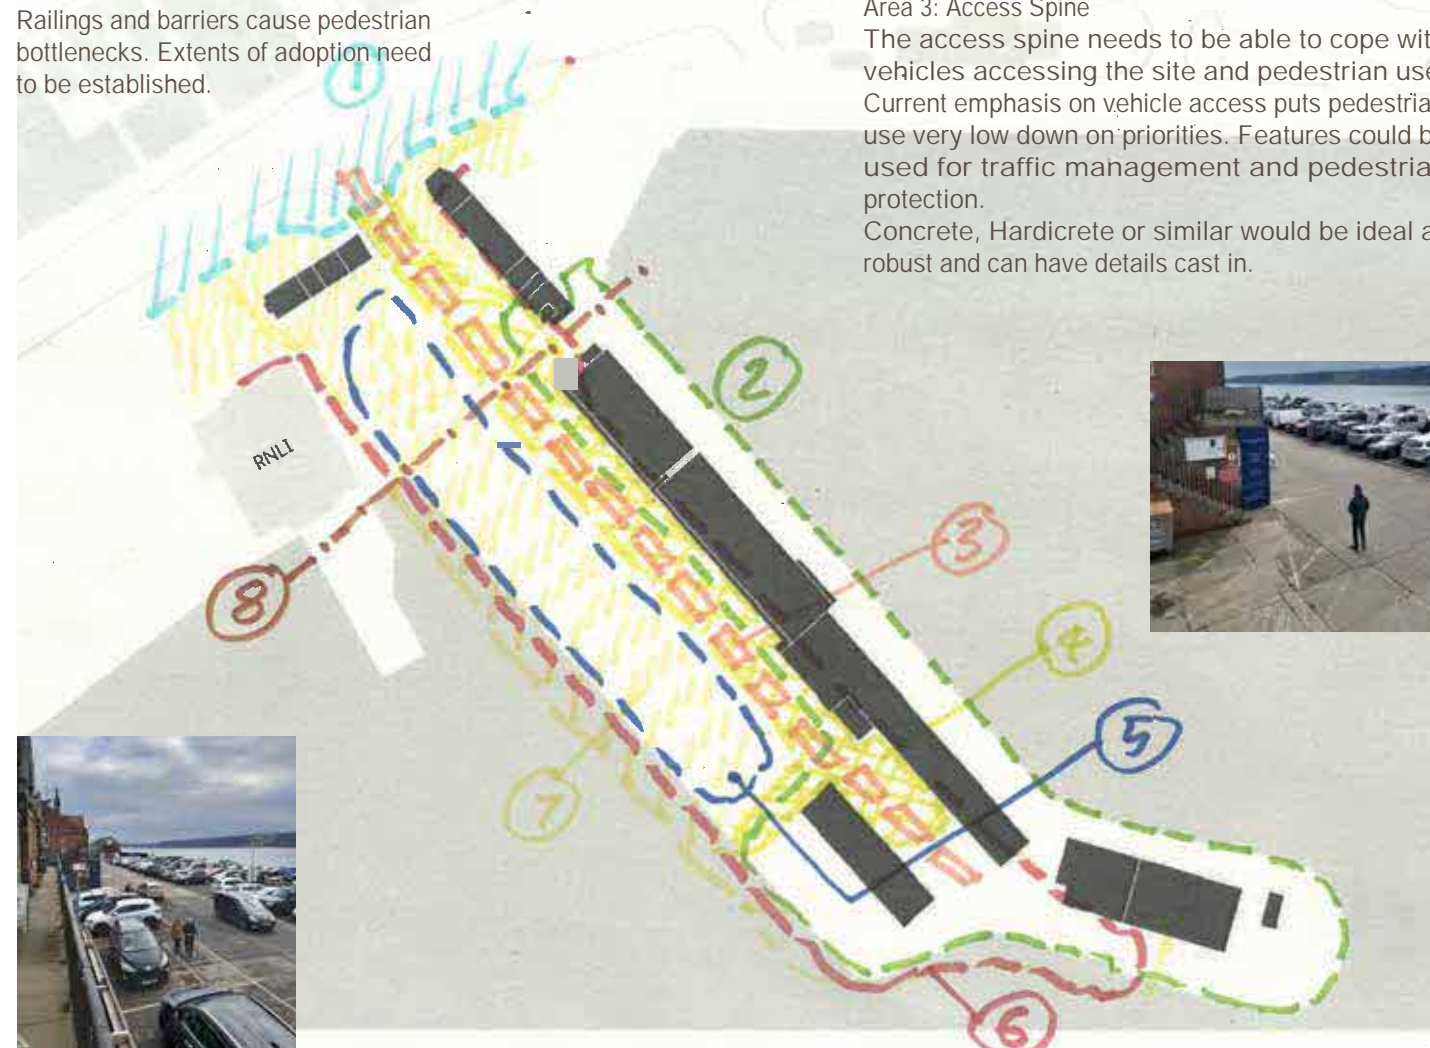 Railings and barriers cause pedestrian
bottlenecks. Extents of adoption need
to be established.
Area 3: Access Spine
The access spine needs to be able to cope wit
vehicles accessing the site and pedestrian use
Current emphasis on vehicle access puts pedestria
use very low down on priorities. Features could b
used for traffic management and pedestria
protection.
Concrete, Hardicrete or similar would be ideal a
robust and can have details cast in.
1
2
RNLI
3
8
4
5
7
6